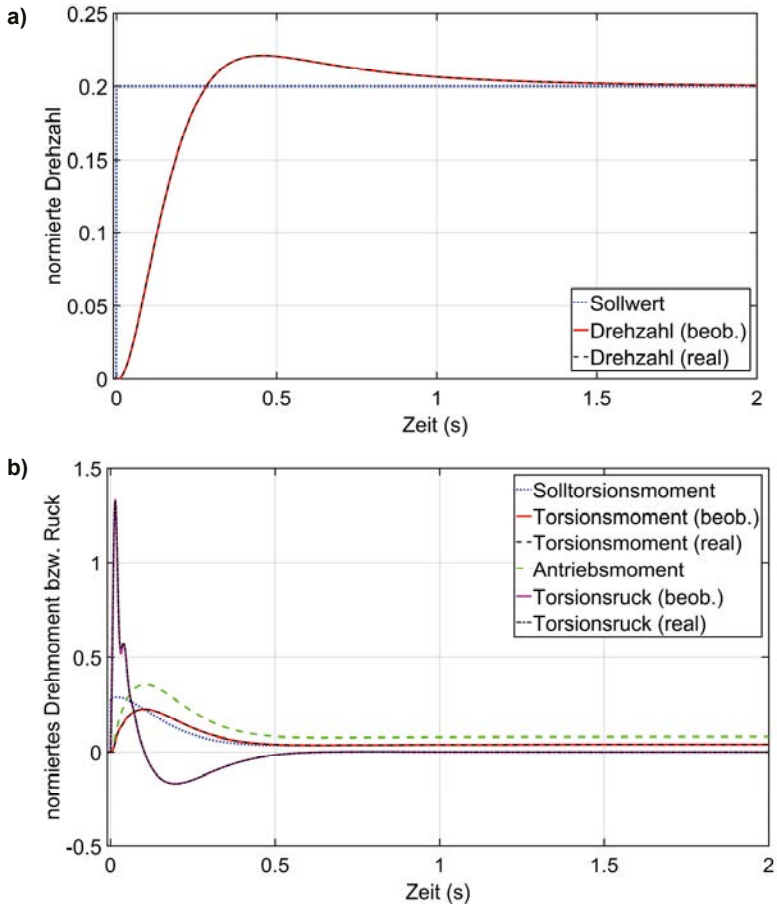 a)
normierte Drehzahl
0.25
0.2
0.15
0.1
0.05
0
Sollwert
Drehzahl (beob.)
Drehzahl (real)
0
0.5
1
1.5
2
Zeit (s)
b)
normiertes Drehmoment bzw. Ruck
1.5
1
0.5
0
-0.5
Solltorsionsmoment
Torsionsmoment (beob.)
Torsionsmoment (real)
Antriebsmoment
Torsionsruck (beob.)
Torsionsruck (real)
0
0.5
1
1.5
2
Zeit (s)